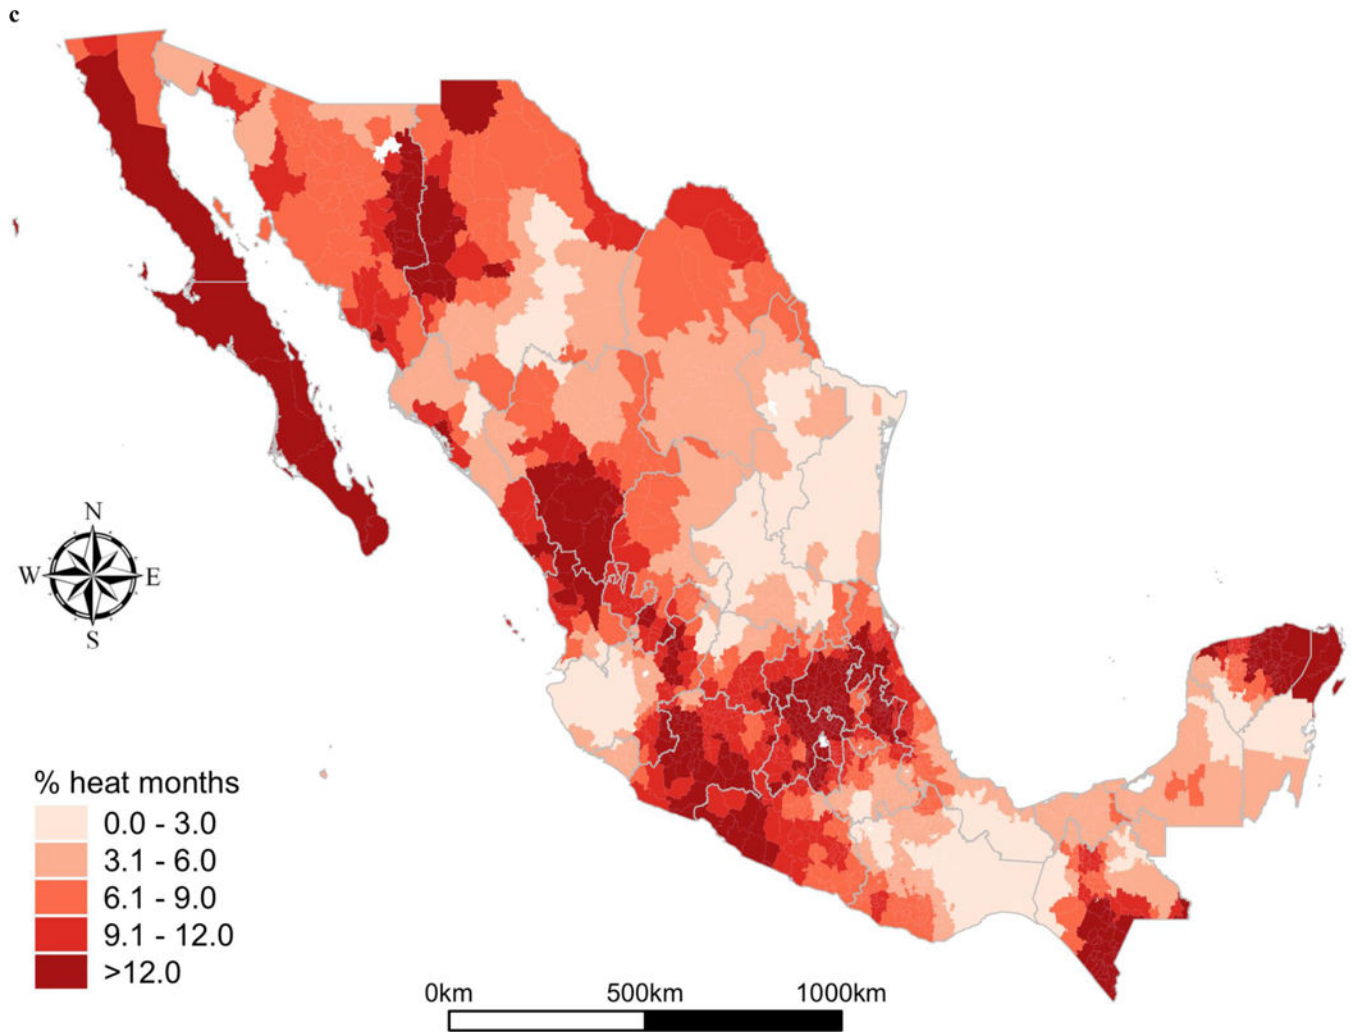 c
N
W E
S
% heat months
0.0 - 3.0
3.1 - 6.0
6.1 - 9.0
9.1 - 12.0
>12.0
0km 500km 1000km